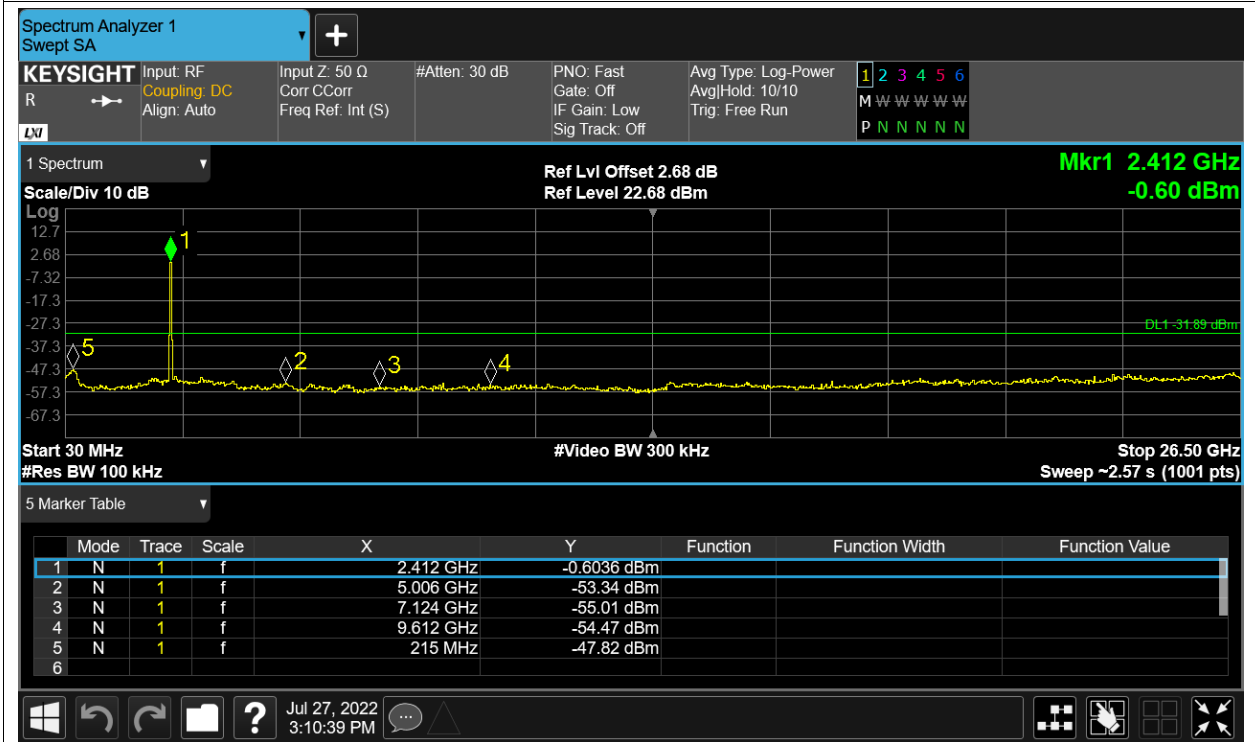 Spectrum Analyzer 1
Swept SA
+
KEYSIGHT
R
LXI
Input: RF
Coupling: DC
Align: Auto
Input Z: 50 Ω
Corr CCorr
Freq Ref: Int (S)
#Atten: 30 dB
PNO: Fast
Gate: Off
IF Gain: Low
Sig Track: Off
Avg Type: Log-Power
Avg|Hold: 10/10
Trig: Free Run
1 2 3 4 5 6
M W W W W W
P N N N N N
1 Spectrum
Scale/Div 10 dB
Ref Lvl Offset 2.68 dB
Ref Level 22.68 dBm
Mkr1 2.412 GHz
-0.60 dBm
Log
12.7
2.68
-7.32
-17.3
-27.3
-37.3
-47.3
-57.3
-67.3
1
5
2
3
4
DL1 -31.89 dBm
Start 30 MHz
#Video BW 300 kHz
Stop 26.50 GHz
#Res BW 100 kHz
Sweep ~2.57 s (1001 pts)
5 Marker Table
Mode Trace Scale X Y Function Function Width Function Value
1 N 1 f 2.412 GHz -0.6036 dBm
2 N 1 f 5.006 GHz -53.34 dBm
3 N 1 f 7.124 GHz -55.01 dBm
4 N 1 f 9.612 GHz -54.47 dBm
5 N 1 f 215 MHz -47.82 dBm
6
?
Jul 27, 2022
3:10:39 PM